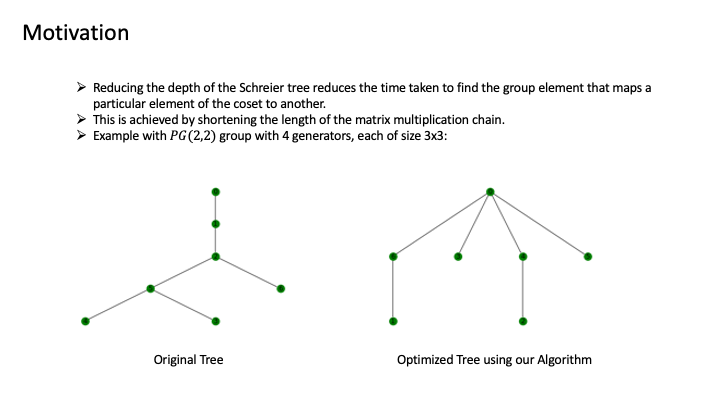 Motivation
➢ Reducing the depth of the Schreier tree reduces the time taken to find the group element that maps a
particular element of the coset to another.
➢ This is achieved by shortening the length of the matrix multiplication chain.
➢ Example with PG(2,2) group with 4 generators, each of size 3x3:
Original Tree
Optimized Tree using our Algorithm